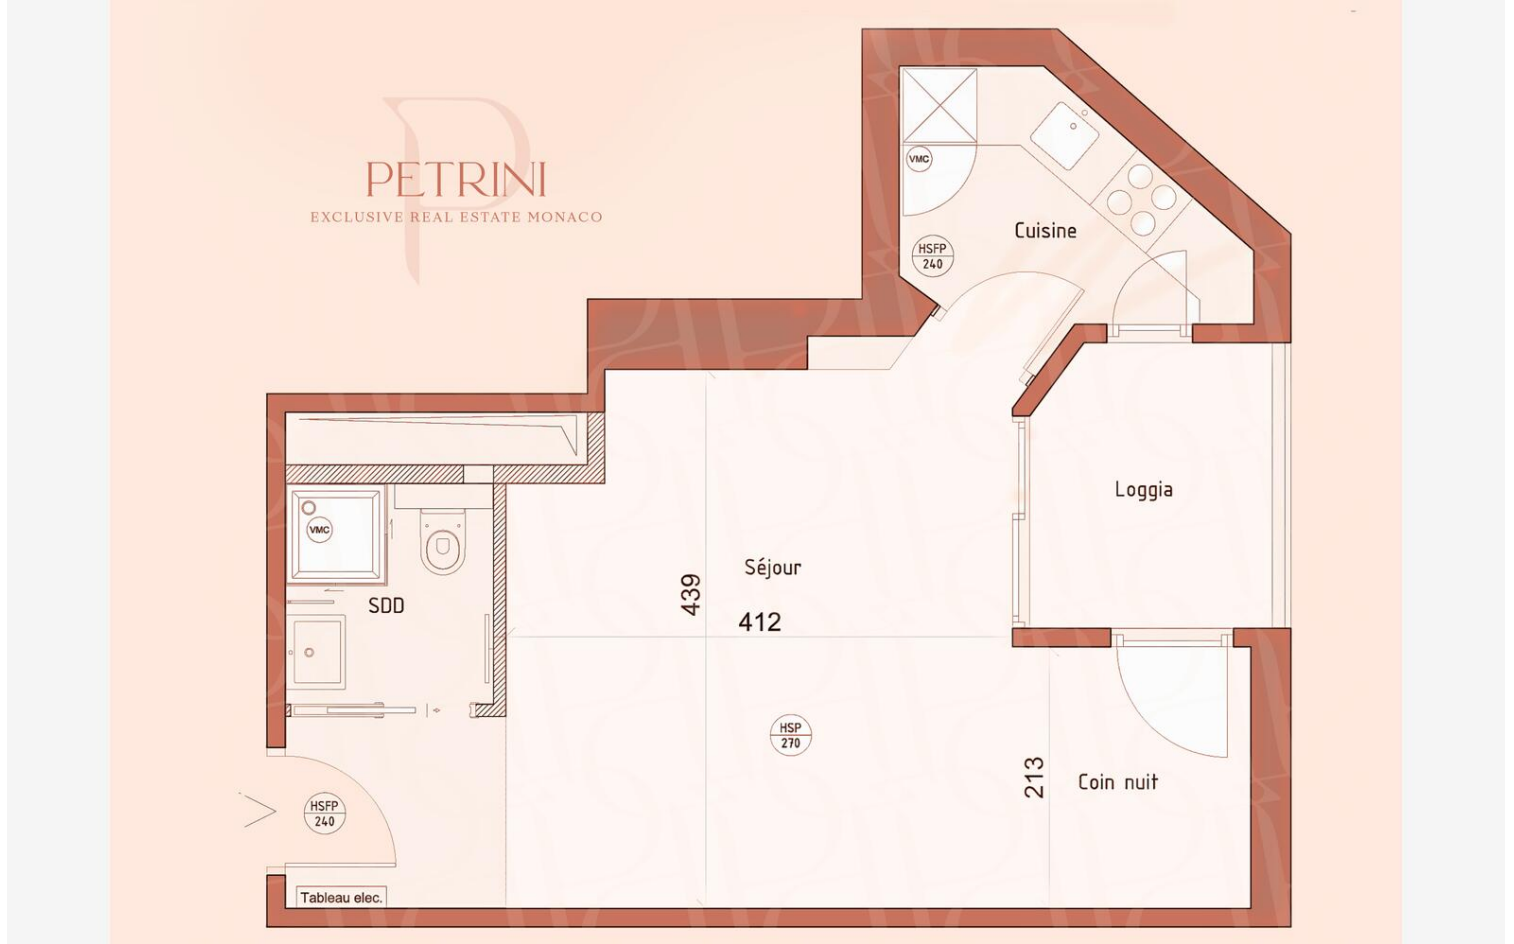 PETRINI
EXCLUSIVE REAL ESTATE MONACO
VMC
Cuisine
HSFP
240
Loggia
VMC
SDD
Séjour
439
412
HSP
270
213
Coin nuit
HSFP
240
Tableau elec.